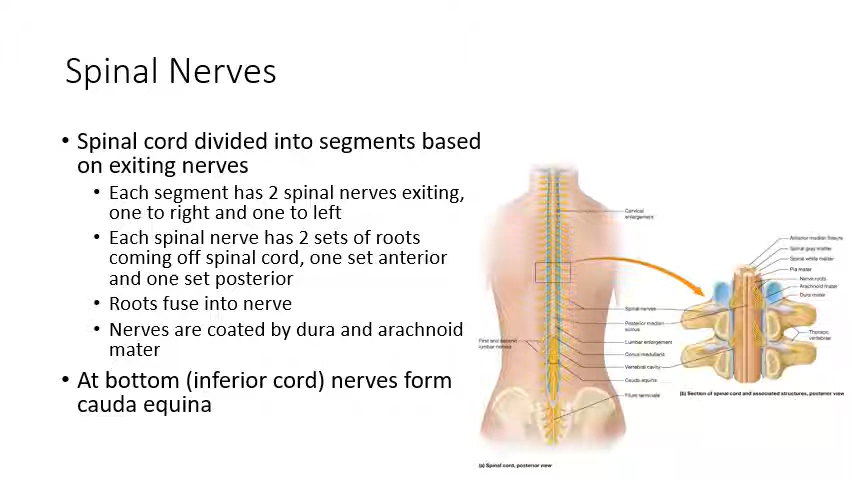 Spinal Nerves
• Spinal cord divided into segments based
on exiting nerves
• Each segment has 2 spinal nerves exiting,
one to right and one to left
• Each spinal nerve has 2 sets of roots
coming off spinal cord, one set anterior
and one set posterior
• Roots fuse into nerve
• Nerves are coated by dura and arachnoid
mater
• At bottom (inferior cord) nerves form
cauda equina
Cervical
enlargement
Spinal nerves
Posterior median
sulcus
First and second
lumbar nerves
Lumbar enlargement
Conus medullaris
Vertebral cavity
Cauda equina
Filum terminale
(a) Spinal cord, posterior view
Anterior median fissure
Spinal gray matter
Spinal white matter
Pia mater
Nerve roots
Arachnoid mater
Dura mater
Thoracic
vertebrae
(b) Section of spinal cord and associated structures, posterior view